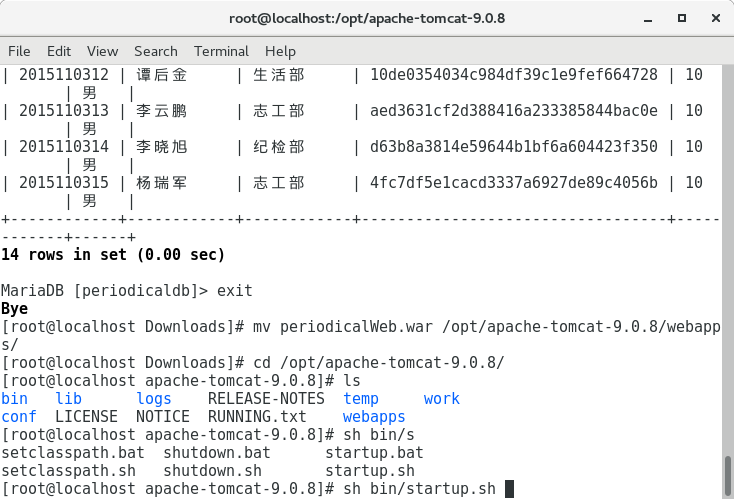 root@localhost:/opt/apache-tomcat-9.0.8
File Edit View Search Terminal Help
| 2015110312 | 谭后金 | 生活部 | 10de0354034c984df39c1e9fef664728 | 10
| 男 |
| 2015110313 | 李云鹏 | 志工部 | aed3631cf2d388416a233385844bac0e | 10
| 男 |
| 2015110314 | 李晓旭 | 纪检部 | d63b8a3814e59644b1bf6a604423f350 | 10
| 男 |
| 2015110315 | 杨瑞军 | 志工部 | 4fc7df5e1cacd3337a6927de89c4056b | 10
| 男 |
+------------+------------+------------+----------------------------------+-----
-------+------+
14 rows in set (0.00 sec)
MariaDB [periodicaldb]> exit
Bye
[root@localhost Downloads]# mv periodicalWeb.war /opt/apache-tomcat-9.0.8/webapp
s/
[root@localhost Downloads]# cd /opt/apache-tomcat-9.0.8/
[root@localhost apache-tomcat-9.0.8]# ls
bin lib logs RELEASE-NOTES temp work
conf LICENSE NOTICE RUNNING.txt webapps
[root@localhost apache-tomcat-9.0.8]# sh bin/s
setclasspath.bat shutdown.bat startup.bat
setclasspath.sh shutdown.sh startup.sh
[root@localhost apache-tomcat-9.0.8]# sh bin/startup.sh